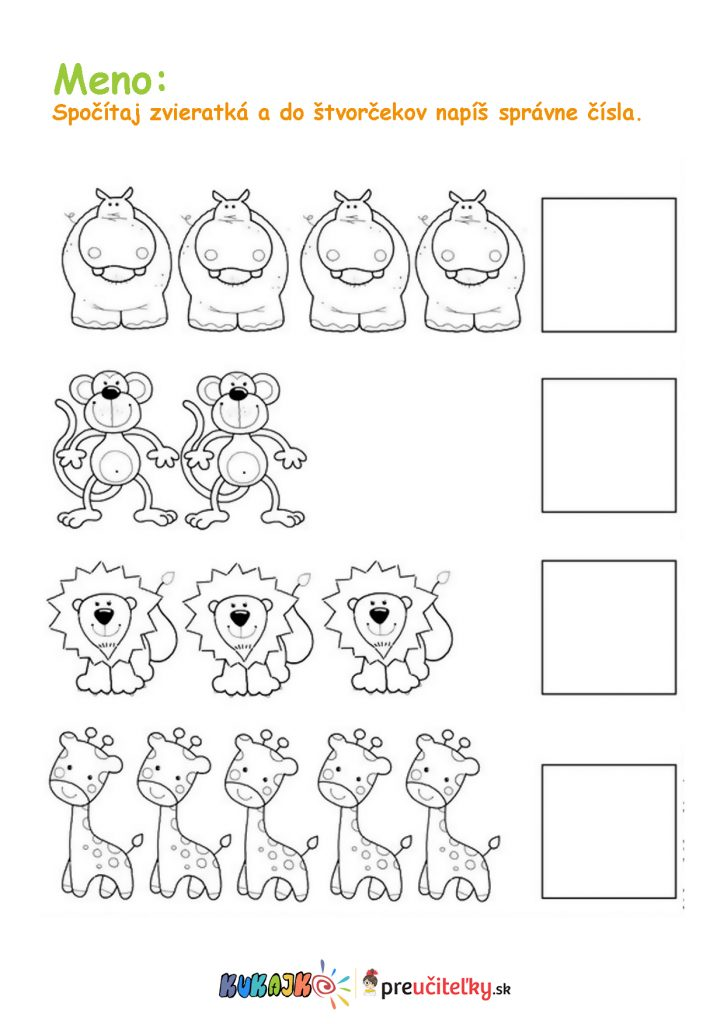 Meno:
Spočítaj zvieratká a do štvorčekov napíš správne čísla.
KUKAJKO preučiteľky.sk